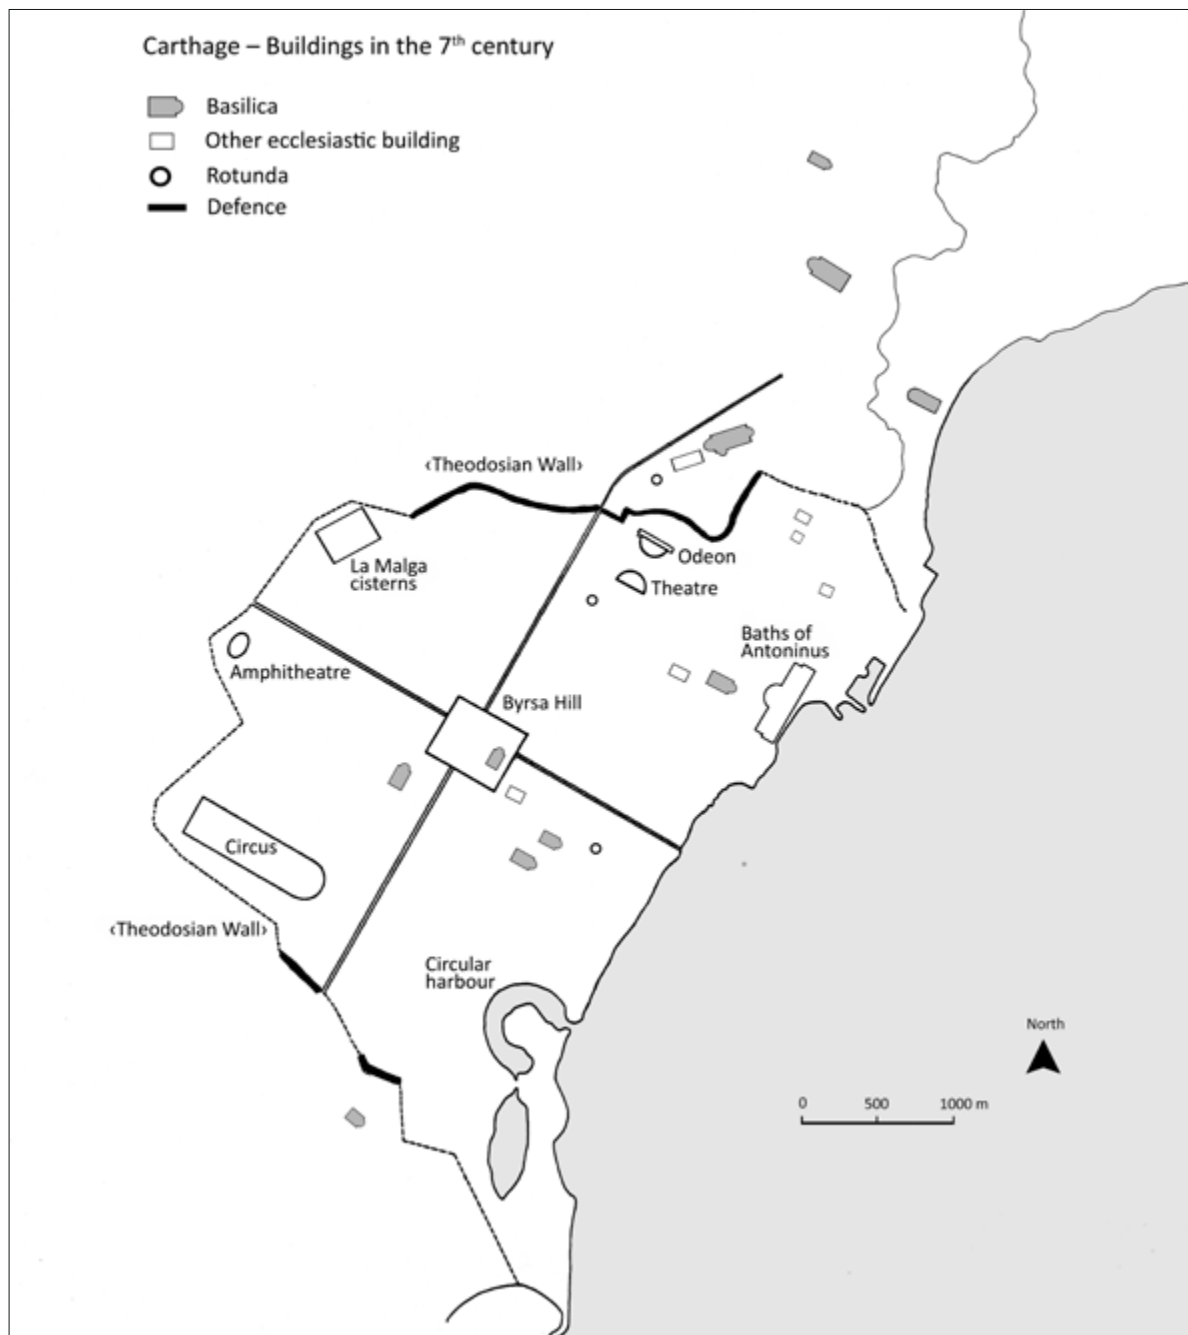 Carthage – Buildings in the 7th century
Basilica
Other ecclesiastic building
Rotunda
Defence
‹Theodosian Wall›
La Malga
cisterns
Odeon
Theatre
Baths of
Antoninus
Amphitheatre
Byrsa Hill
Circus
‹Theodosian Wall›
Circular
harbour
North
0 500 1000 m